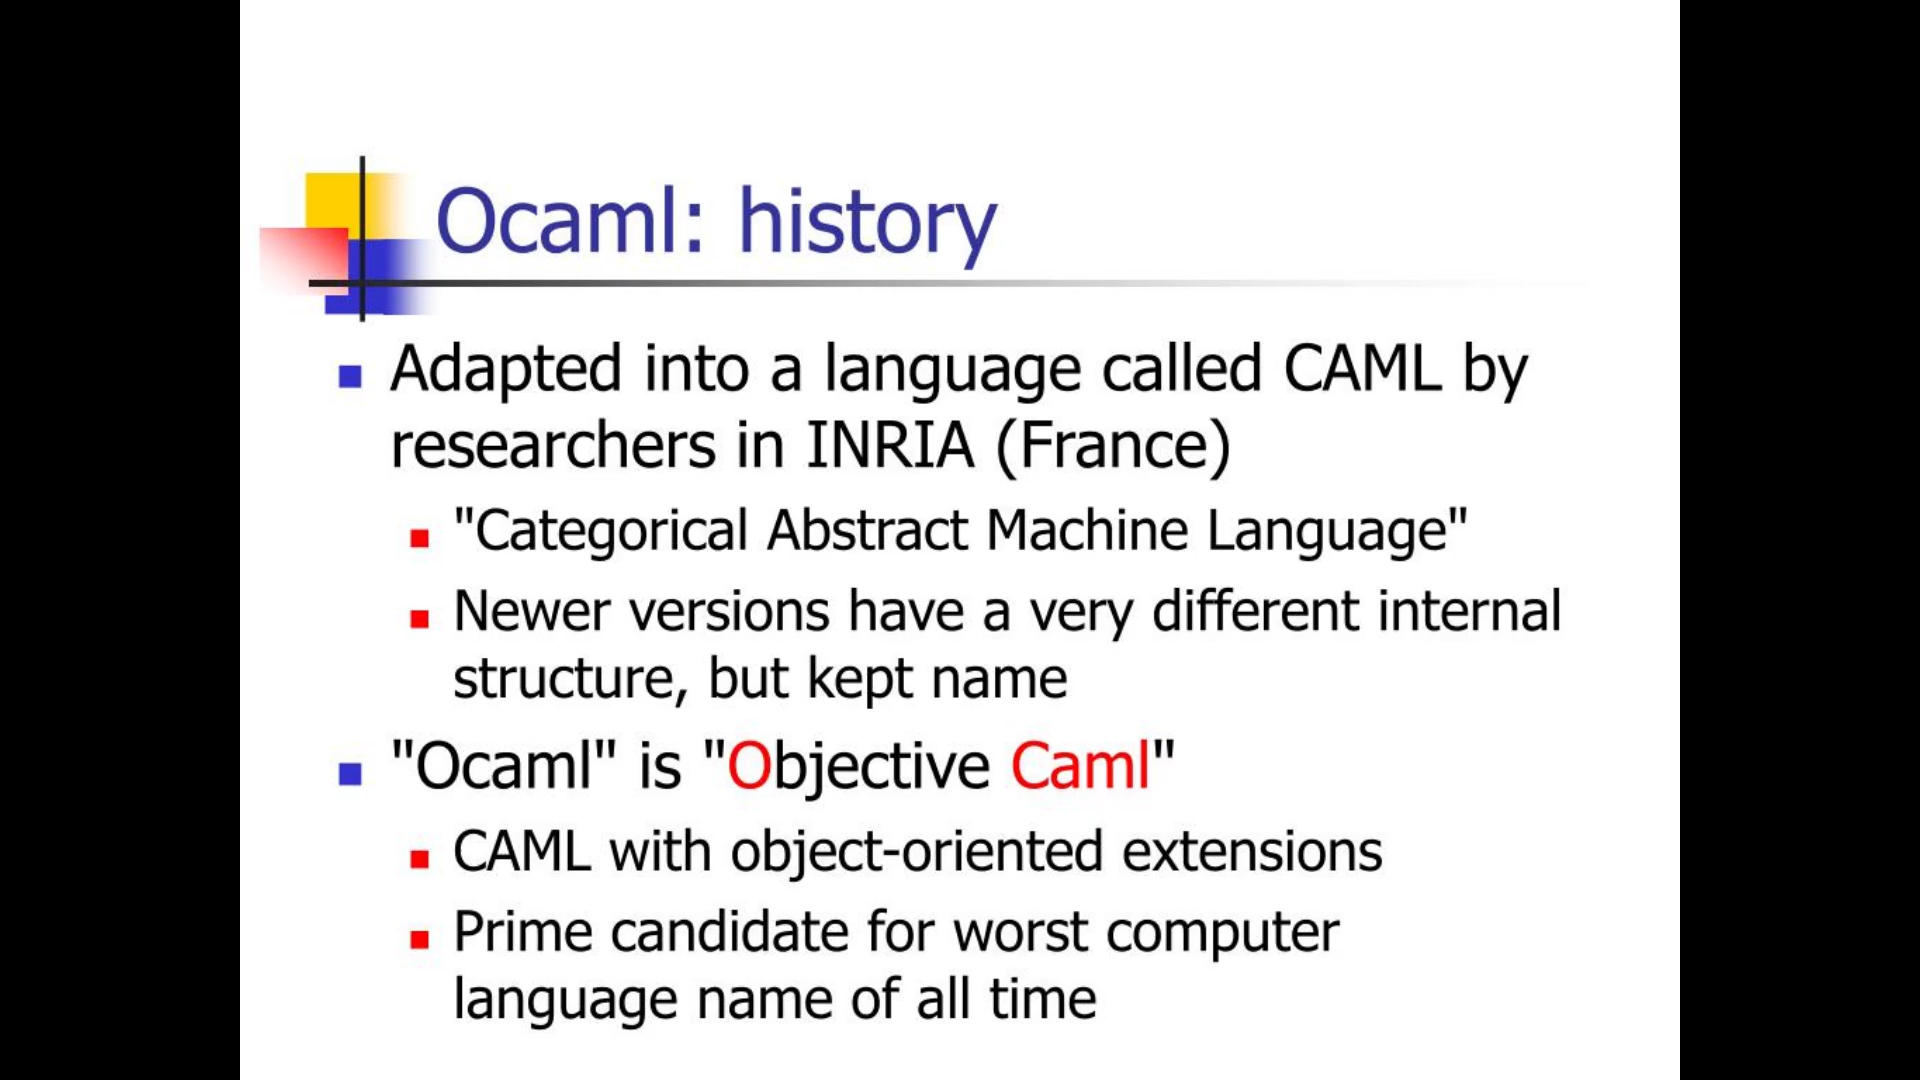 Ocaml: history
Adapted into a language called CAML by
researchers in INRIA (France)
"Categorical Abstract Machine Language"
Newer versions have a very different internal
structure, but kept name
"Ocaml" is "Objective Caml"
CAML with object-oriented extensions
Prime candidate for worst computer
language name of all time